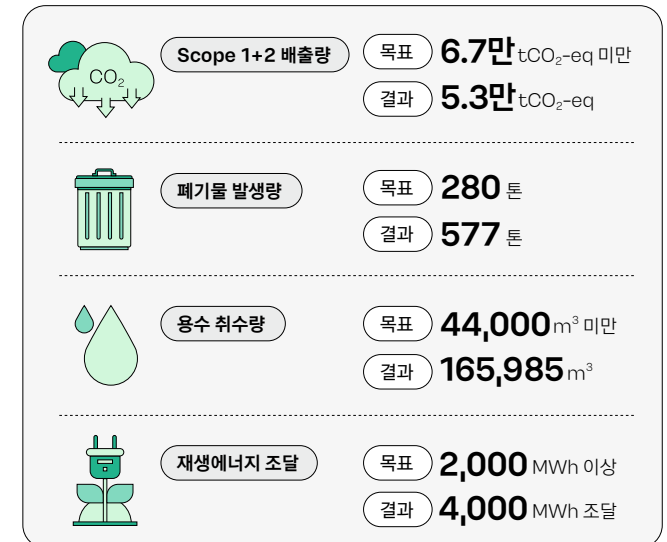 CO₂
Scope 1+2 배출량
목표 6.7만 tCO₂-eq 미만
결과 5.3만 tCO₂-eq
폐기물 발생량
목표 280 톤
결과 577 톤
용수 취수량
목표 44,000 m³ 미만
결과 165,985 m³
재생에너지 조달
목표 2,000 MWh 이상
결과 4,000 MWh 조달